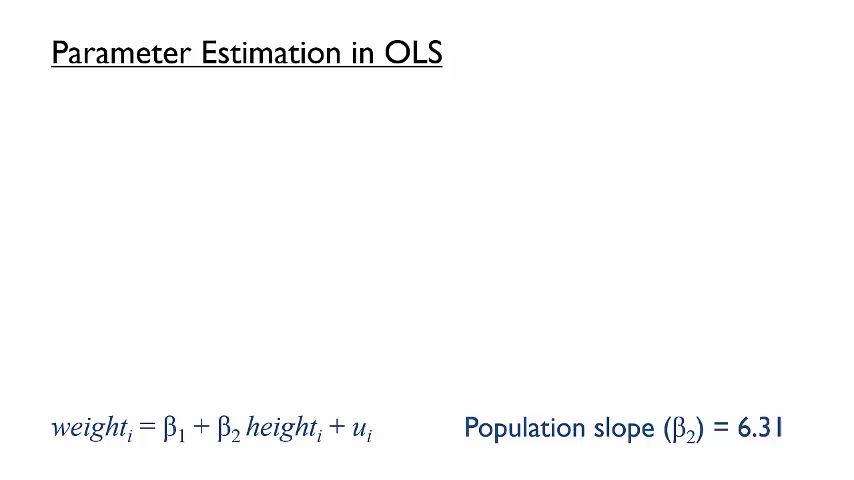 Parameter Estimation in OLS
weightᵢ = β₁ + β₂ heightᵢ + uᵢ
Population slope (β₂) = 6.31